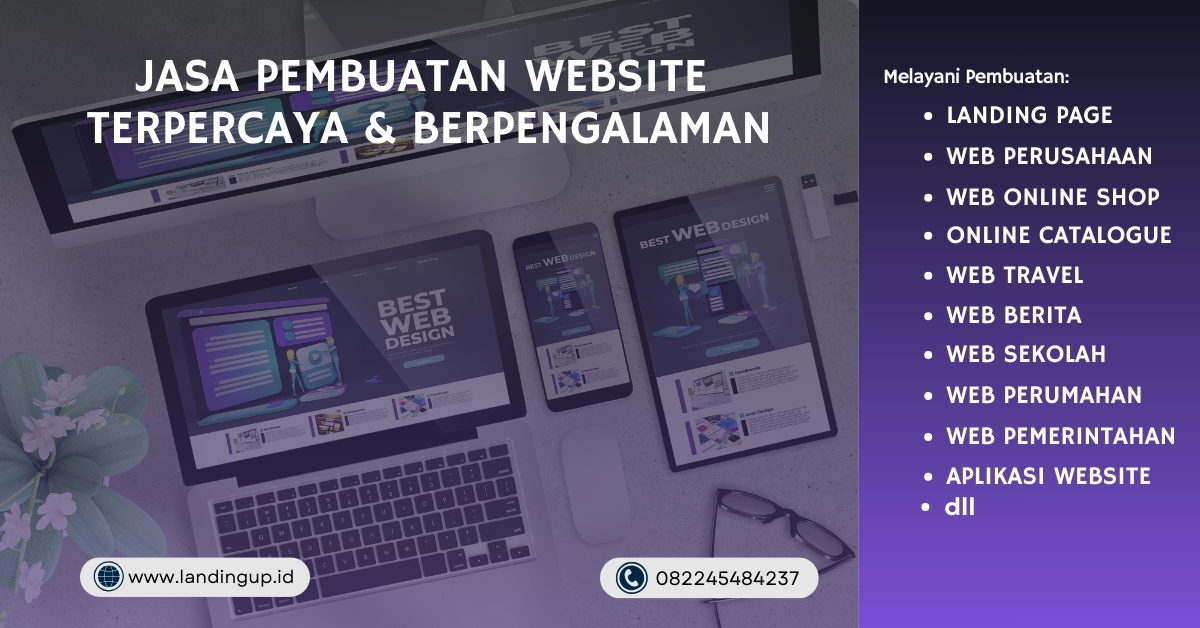 JASA PEMBUATAN WEBSITE
TERPERCAYA & BERPENGALAMAN
BEST
WEB
DESIGN
BEST
WEB
DESIGN
BEST WEB DESIGN
BEST WEB DESIGN
www.landingup.id
082245484237
Melayani Pembuatan:
• LANDING PAGE
• WEB PERUSAHAAN
• WEB ONLINE SHOP
• ONLINE CATALOGUE
• WEB TRAVEL
• WEB BERITA
• WEB SEKOLAH
• WEB PERUMAHAN
• WEB PEMERINTAHAN
• APLIKASI WEBSITE
• dll